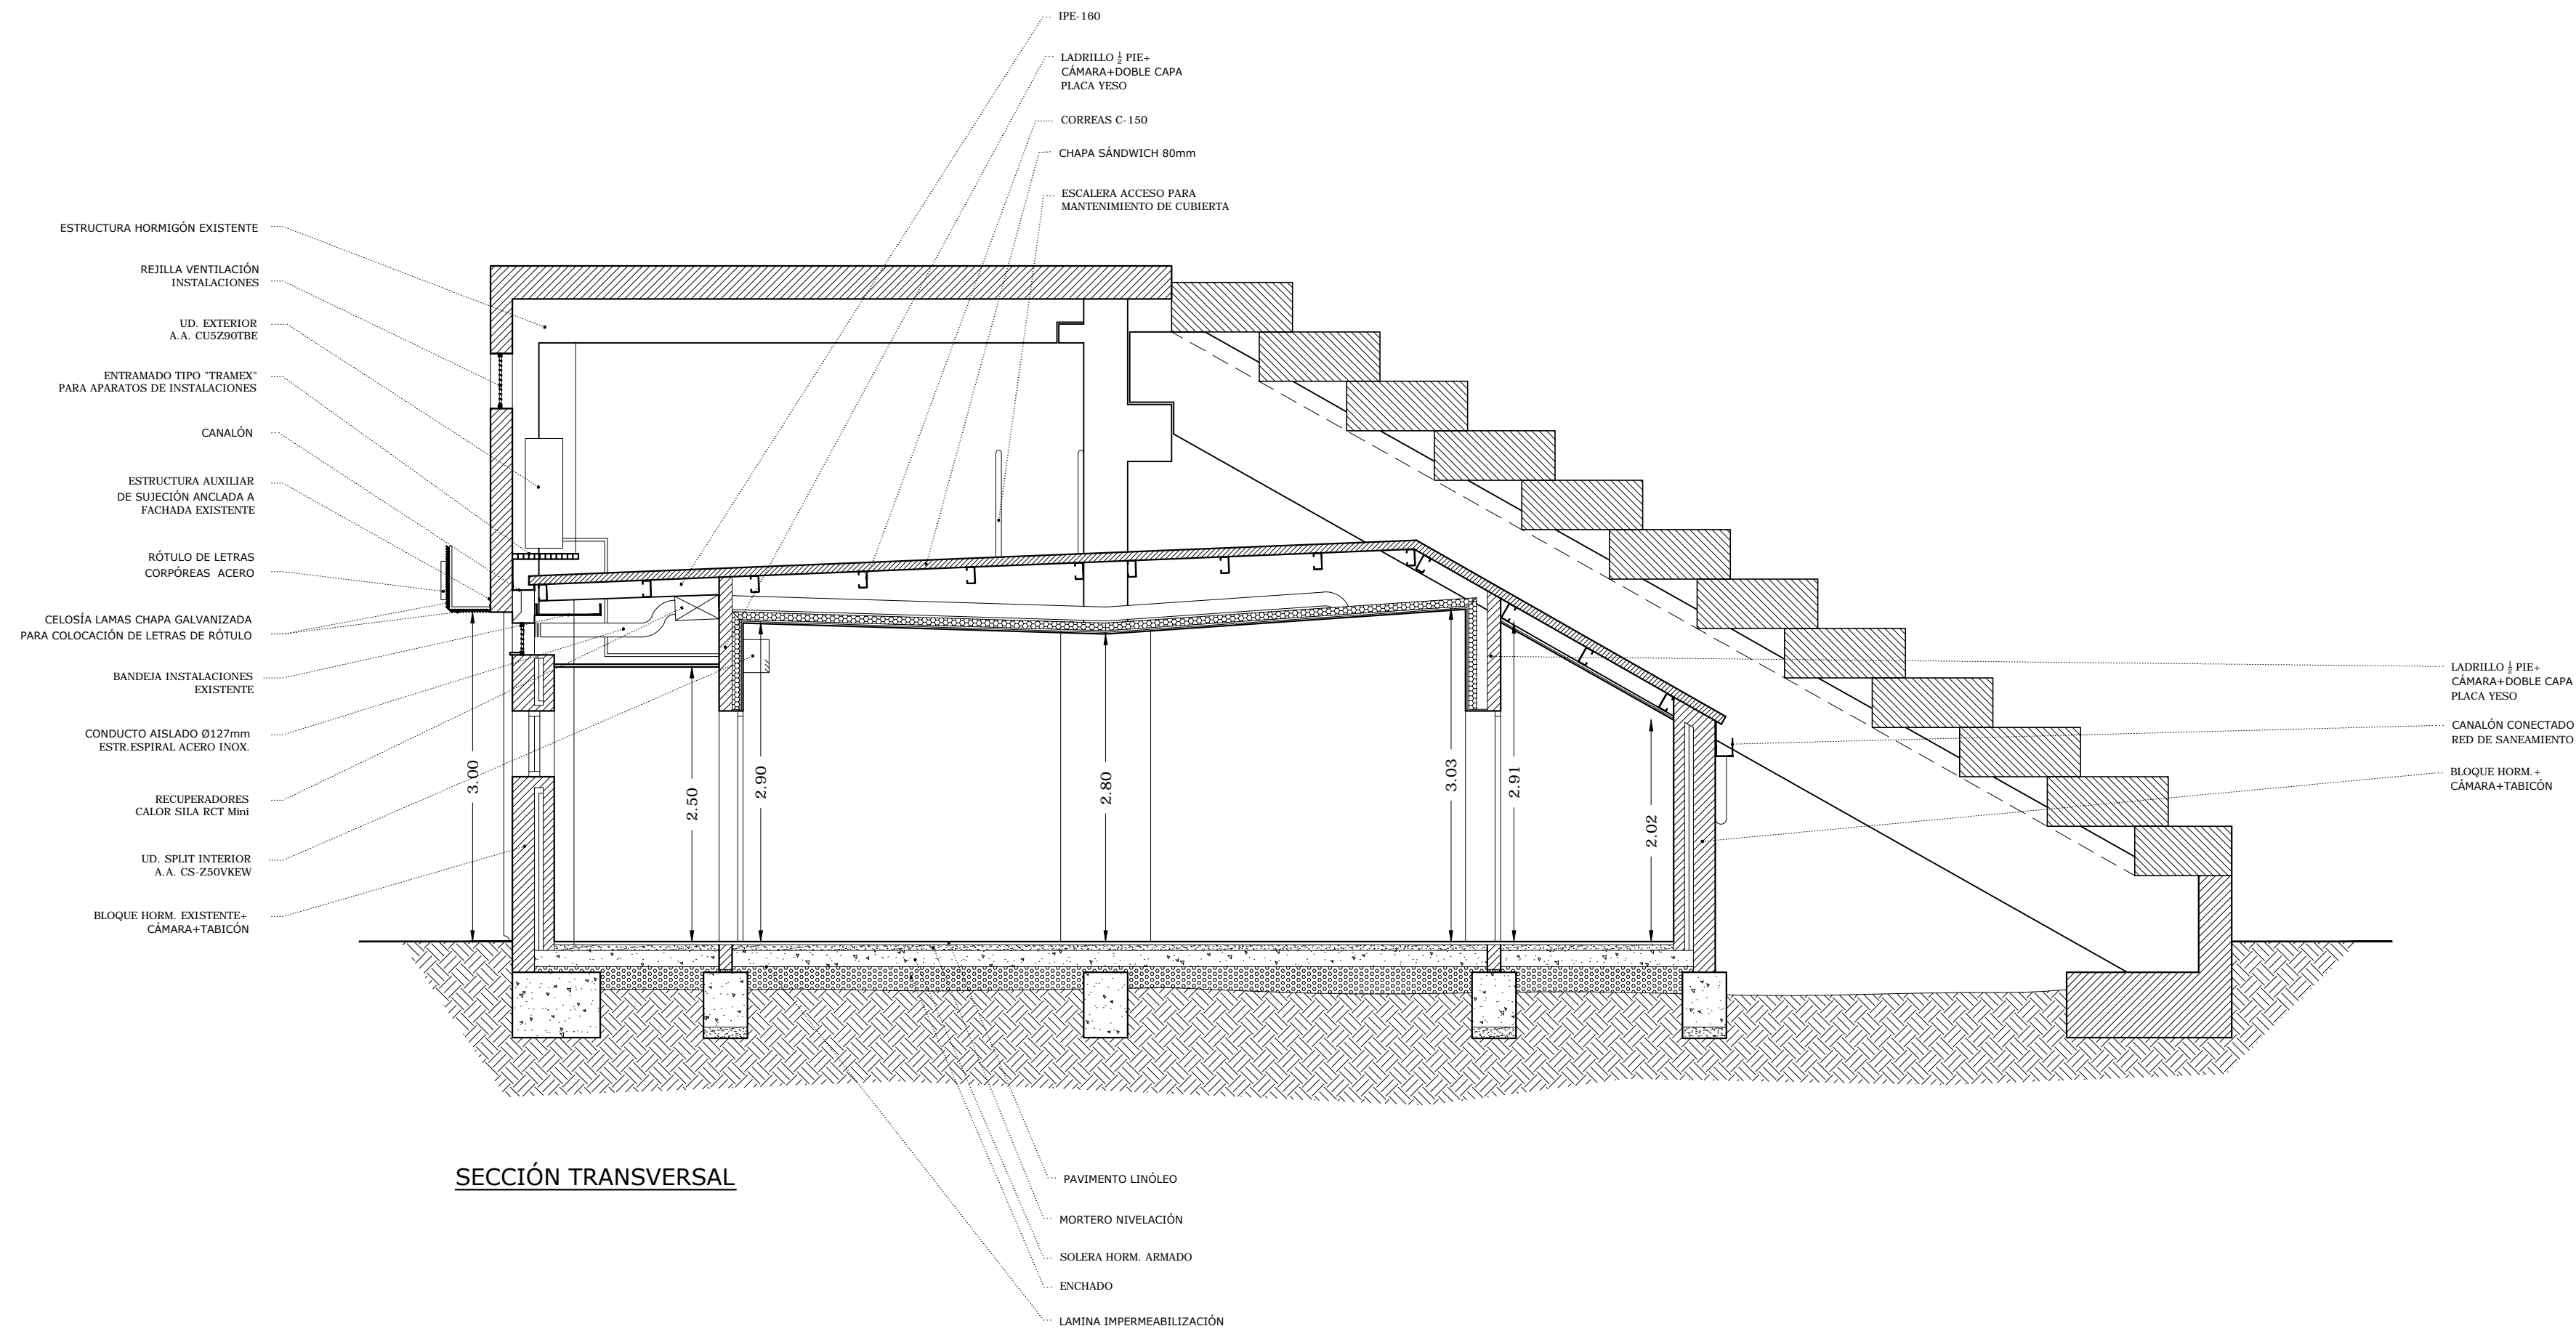 IPE-160
LADRILLO ½ PIE+
CÁMARA+DOBLE CAPA
PLACA YESO
CORREAS C-150
CHAPA SÁNDWICH 80mm
ESCALERA ACCESO PARA
MANTENIMIENTO DE CUBIERTA
ESTRUCTURA HORMIGÓN EXISTENTE
REJILLA VENTILACIÓN
INSTALACIONES
UD. EXTERIOR
A.A. CU5Z90TBE
ENTRAMADO TIPO "TRAMEX"
PARA APARATOS DE INSTALACIONES
CANALÓN
ESTRUCTURA AUXILIAR
DE SUJECIÓN ANCLADA A
FACHADA EXISTENTE
RÓTULO DE LETRAS
CORPÓREAS ACERO
CELOSÍA LAMAS CHAPA GALVANIZADA
PARA COLOCACIÓN DE LETRAS DE RÓTULO
BANDEJA INSTALACIONES
EXISTENTE
CONDUCTO AISLADO Ø127mm
ESTR.ESPIRAL ACERO INOX.
RECUPERADORES
CALOR SILA RCT Mini
UD. SPLIT INTERIOR
A.A. CS-Z50VKEW
BLOQUE HORM. EXISTENTE+
CÁMARA+TABICÓN
3.00
2.50
2.90
2.80
3.03
2.91
2.02
LADRILLO ½ PIE+
CÁMARA+DOBLE CAPA
PLACA YESO
CANALÓN CONECTADO
RED DE SANEAMIENTO
BLOQUE HORM.+
CÁMARA+TABICÓN
SECCIÓN TRANSVERSAL
PAVIMENTO LINÓLEO
MORTERO NIVELACIÓN
SOLERA HORM. ARMADO
ENCHADO
LAMINA IMPERMEABILIZACIÓN